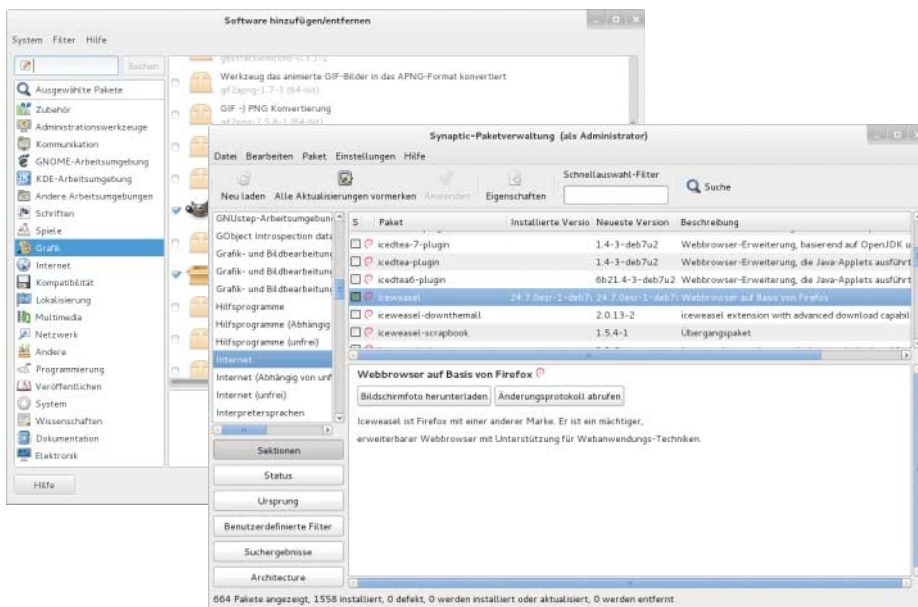 Software hinzufügen/entfernen
System Filter Hilfe
Suchen
Ausgewählte Pakete
Zubehör
Administrationswerkzeuge
Kommunikation
GNOME-Arbeitsumgebung
KDE-Arbeitsumgebung
Andere Arbeitsumgebungen
Schriften
Spiele
Grafik
Internet
Kompatibilität
Lokalisierung
Multimedia
Netzwerk
Andere
Programmierung
Veröffentlichen
System
Wissenschaften
Dokumentation
Elektronik
Hilfe
Werkzeug das animierte GIF-Bilder in das APNG-Format konvertiert
gif2apng-1.7-3 (64-bit)
GIF -) PNG Konvertierung
Synaptic-Paketverwaltung (als Administrator)
Datei Bearbeiten Paket Einstellungen Hilfe
Neu laden Alle Aktualisierungen vormerken Anwenden Eigenschaften
Schnellauswahl-Filter
Suche
GNUstep-Arbeitsumgebun
GObject Introspection data
Grafik- und Bildbearbeitung
Grafik- und Bildbearbeitung
Grafik- und Bildbearbeitung
Hilfsprogramme
Hilfsprogramme (Abhängig
Hilfsprogramme (unfrei)
Internet
Internet (Abhängig von unf
Internet (unfrei)
Interpretersprachen
Sektionen
Status
Ursprung
Benutzerdefinierte Filter
Suchergebnisse
Architecture
S Paket Installierte Versio Neueste Version Beschreibung
icedtea-7-plugin 1.4-3~deb7u2 Webbrowser-Erweiterung, basierend auf OpenJDK u
icedtea-plugin 1.4-3~deb7u2 Webbrowser-Erweiterung, die Java-Applets ausführt
icedtea6-plugin 6b21.4-3~deb7u2 Webbrowser-Erweiterung, die Java-Applets ausführt
iceweasel 24.7.0esr-1~deb7 24.7.0esr-1~deb7 Webbrowser auf Basis von Firefox
iceweasel-downthemall 2.0.13-2 iceweasel extension with advanced download capabil
iceweasel-scrapbook 1.5.4-1 Übergangspaket
Webbrowser auf Basis von Firefox
Bildschirmfoto herunterladen Änderungsprotokoll abrufen
Iceweasel ist Firefox mit einer anderer Marke. Er ist ein mächtiger,
erweiterbarer Webbrowser mit Unterstützung für Webanwendungs-Techniken.
664 Pakete angezeigt, 1558 installiert, 0 defekt, 0 werden installiert oder aktualisiert, 0 werden entfernt